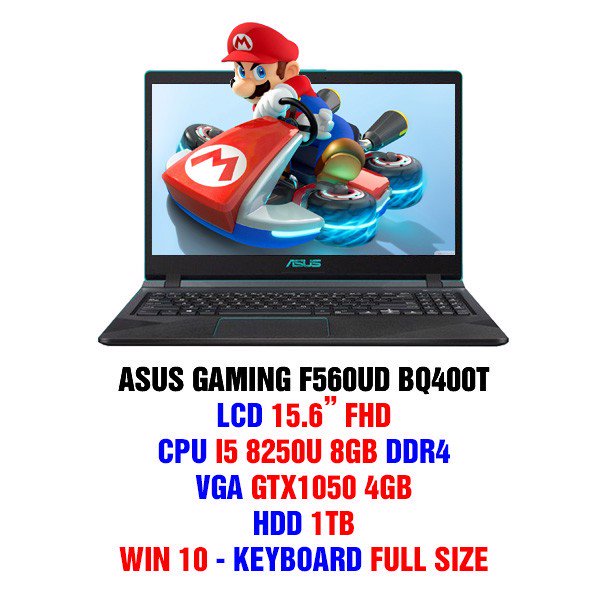 M
M
ASUS
ASUS GAMING F560UD BQ400T
LCD 15.6” FHD
CPU I5 8250U 8GB DDR4
VGA GTX1050 4GB
HDD 1TB
WIN 10 - KEYBOARD FULL SIZE